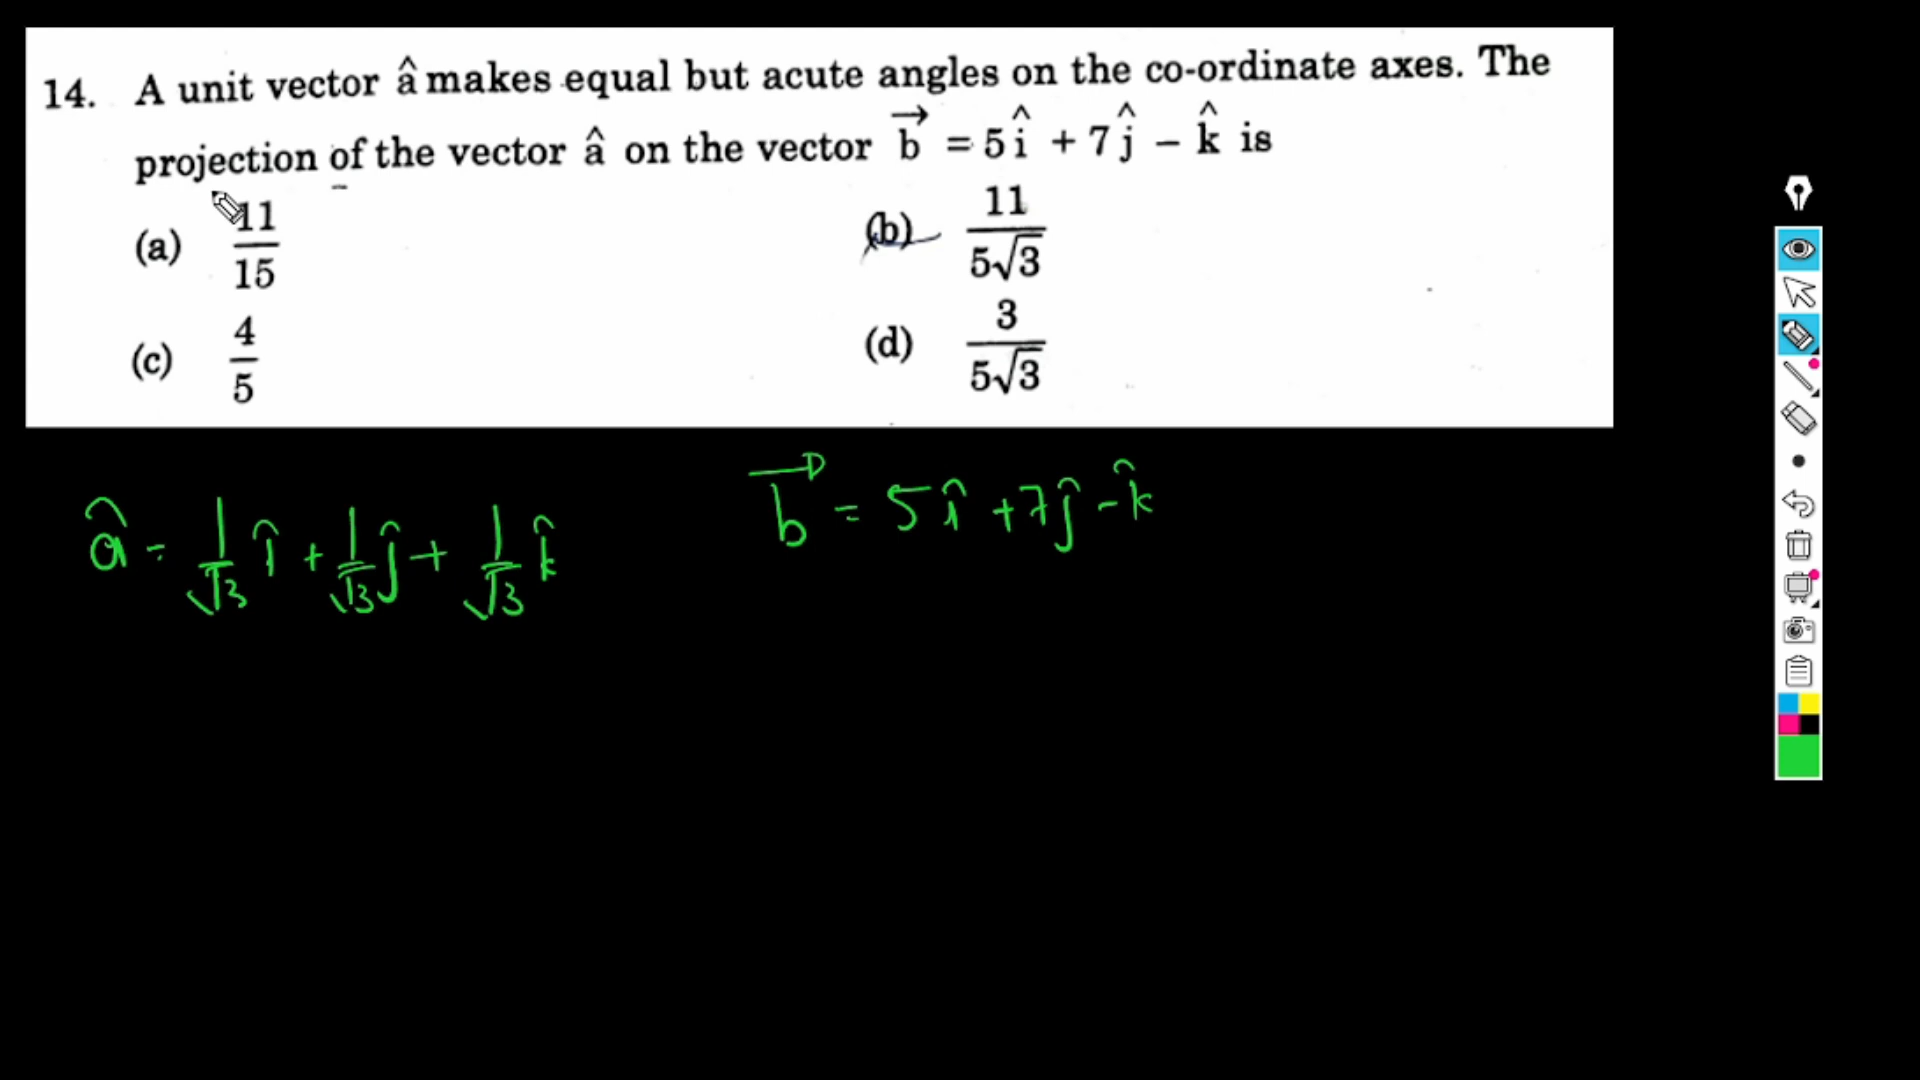 14. A unit vector â makes equal but acute angles on the co-ordinate axes. The
projection of the vector â on the vector b⃗ = 5î + 7ĵ – k̂ is
(a) 11/15
(b) 11/(5√3)
(c) 4/5
(d) 3/(5√3)
â = 1/√3 î + 1/√3 ĵ + 1/√3 k̂
b⃗ = 5î + 7ĵ - k̂